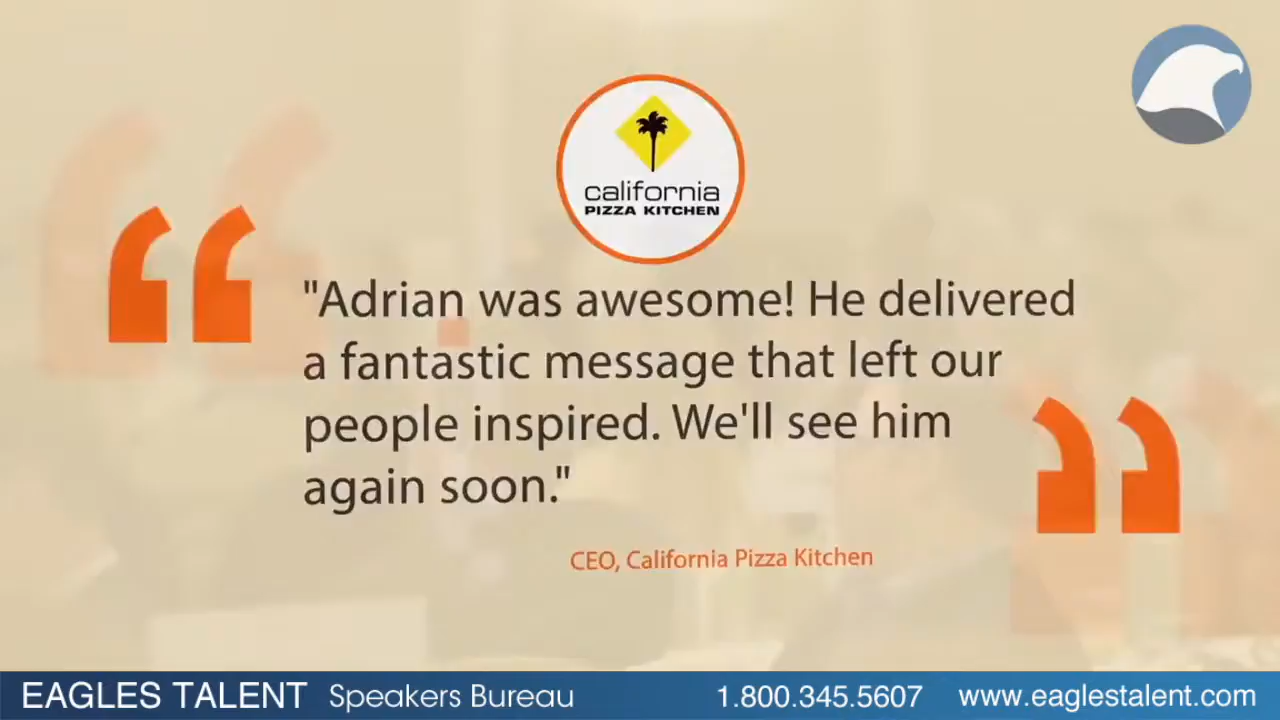 california
PIZZA KITCHEN
"Adrian was awesome! He delivered
a fantastic message that left our
people inspired. We'll see him
again soon."
CEO, California Pizza Kitchen
EAGLES TALENT Speakers Bureau 1.800.345.5607 www.eaglestalent.com